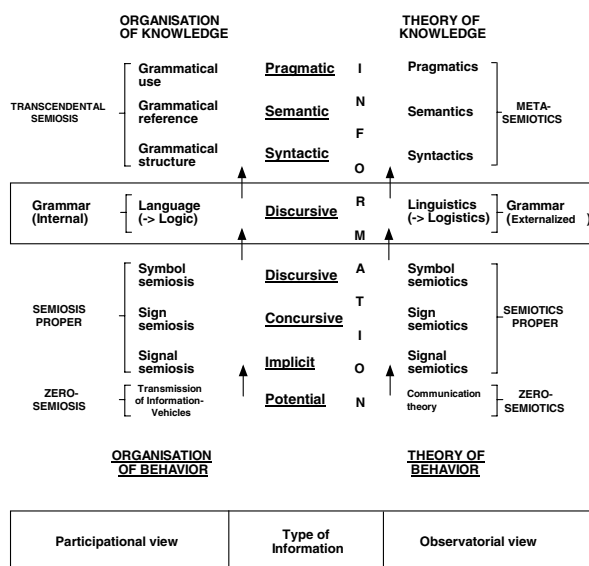 ORGANISATION
OF KNOWLEDGE
THEORY OF
KNOWLEDGE
TRANSCENDENTAL
SEMIOSIS
Grammatical
use
Pragmatic
Pragmatics
Grammatical
reference
Semantic
Semantics
META-
SEMIOTICS
Grammatical
structure
Syntactic
Syntactics
Grammar
(Internal)
Language
(-> Logic)
Discursive
Linguistics
(-> Logistics)
Grammar
(Externalized )
SEMIOSIS
PROPER
Symbol
semiosis
Discursive
Symbol
semiotics
Sign
semiosis
Concursive
Sign
semiotics
SEMIOTICS
PROPER
Signal
semiosis
Implicit
Signal
semiotics
ZERO-
SEMIOSIS
Transmission
of Information-
Vehicles
Potential
Communication
theory
ZERO-
SEMIOTICS
I
N
F
O
R
M
A
T
I
O
N
ORGANISATION
OF BEHAVIOR
THEORY OF
BEHAVIOR
Participational view
Type of
Information
Observatorial view